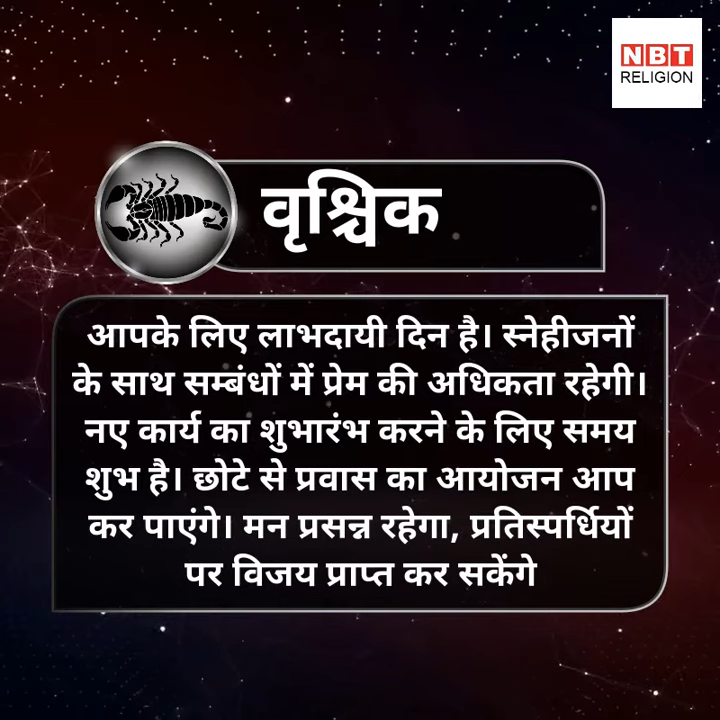 NBT
RELIGION
वृश्चिक
आपके लिए लाभदायी दिन है। स्नेहीजनों
के साथ सम्बंधों में प्रेम की अधिकता रहेगी।
नए कार्य का शुभारंभ करने के लिए समय
शुभ है। छोटे से प्रवास का आयोजन आप
कर पाएंगे। मन प्रसन्न रहेगा, प्रतिस्पर्धियों
पर विजय प्राप्त कर सकेंगे